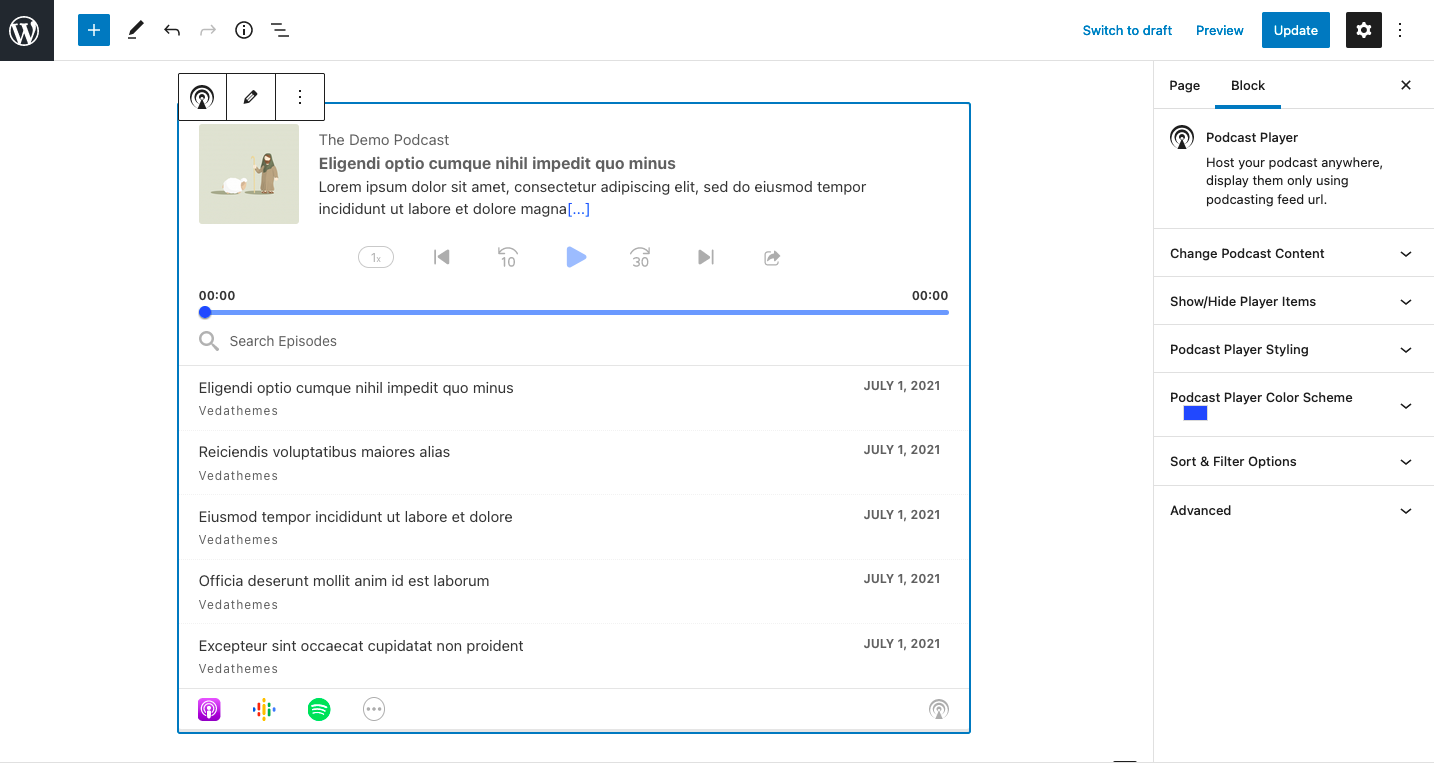 Switch to draft Preview Update
Page Block
Podcast Player
Host your podcast anywhere,
display them only using
podcasting feed url.
Change Podcast Content
Show/Hide Player Items
Podcast Player Styling
Podcast Player Color Scheme
Sort & Filter Options
Advanced
The Demo Podcast
Eligendi optio cumque nihil impedit quo minus
Lorem ipsum dolor sit amet, consectetur adipiscing elit, sed do eiusmod tempor
incididunt ut labore et dolore magna[...]
1x 10 30
00:00 00:00
Search Episodes
Eligendi optio cumque nihil impedit quo minus JULY 1, 2021
Vedathemes
Reiciendis voluptatibus maiores alias JULY 1, 2021
Vedathemes
Eiusmod tempor incididunt ut labore et dolore JULY 1, 2021
Vedathemes
Officia deserunt mollit anim id est laborum JULY 1, 2021
Vedathemes
Excepteur sint occaecat cupidatat non proident JULY 1, 2021
Vedathemes